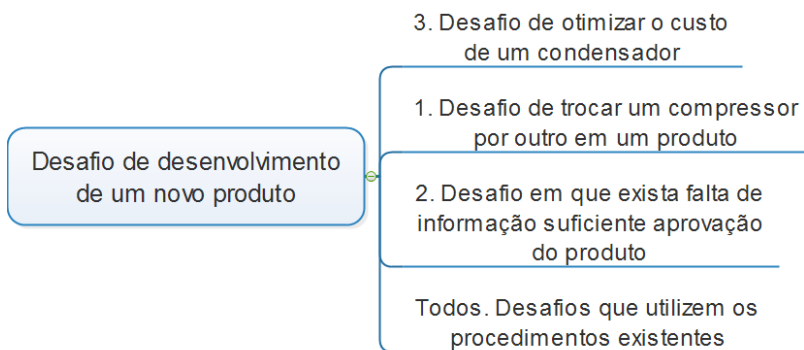 Desafio de desenvolvimento
de um novo produto
3. Desafio de otimizar o custo
de um condensador
1. Desafio de trocar um compressor
por outro em um produto
2. Desafio em que exista falta de
informação suficiente aprovação
do produto
Todos. Desafios que utilizem os
procedimentos existentes